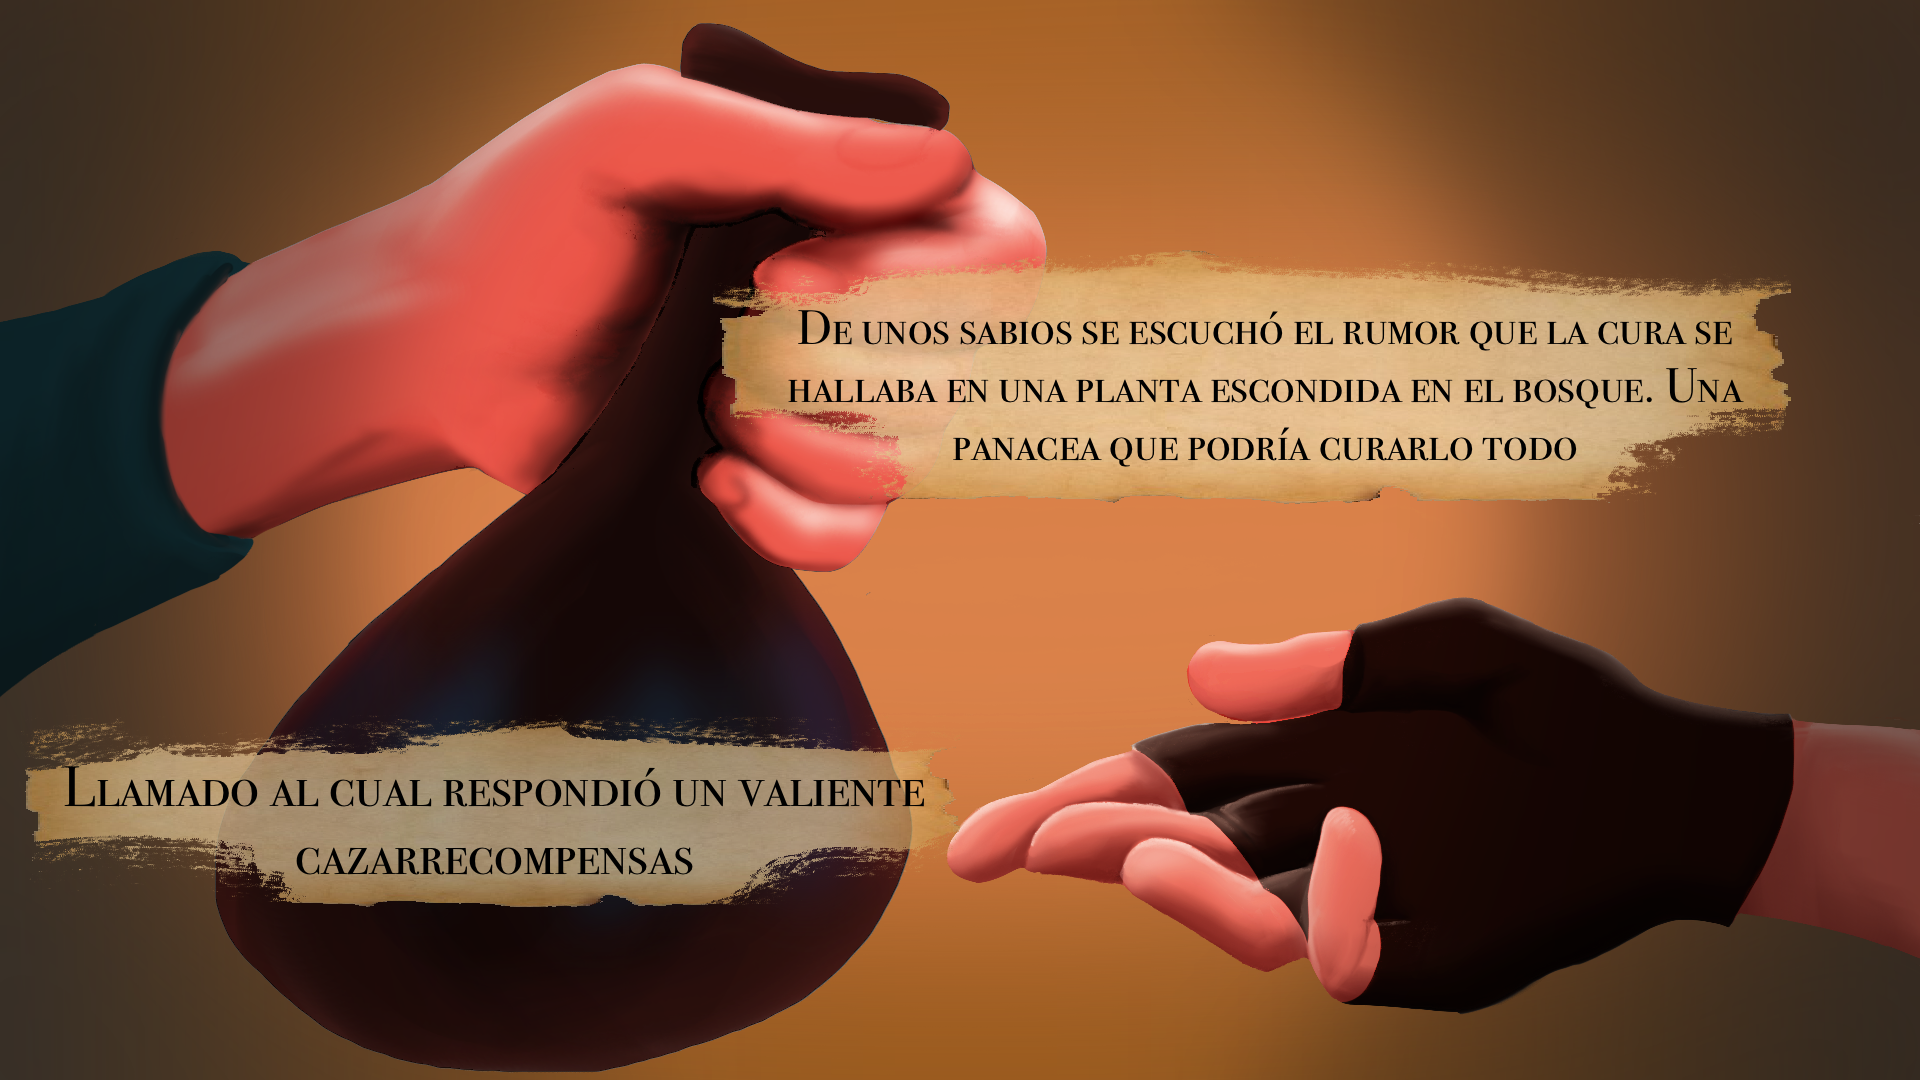 De unos sabios se escuchó el rumor que la cura se
hallaba en una planta escondida en el bosque. Una
panacea que podría curarlo todo
Llamado al cual respondió un valiente
cazarrecompensas